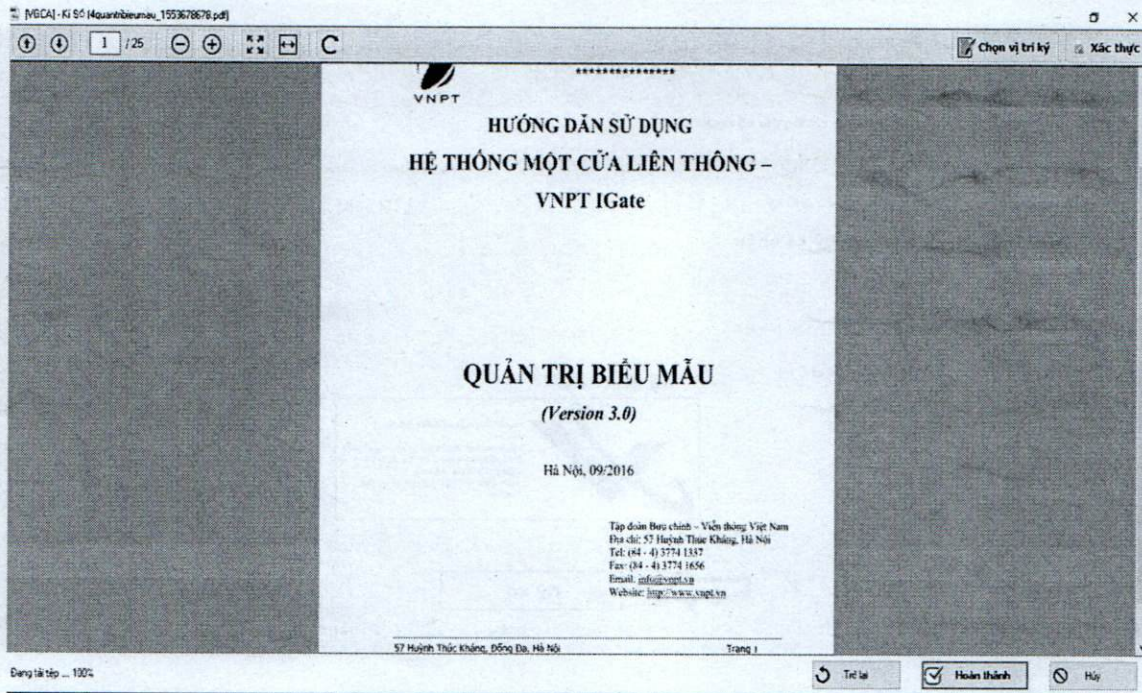 [VGCA] - Kí Số [4quantribieumau_1553678678.pdf]
1 /25
Chọn vị trí ký
Xác thực
***************
VNPT
HƯỚNG DẪN SỬ DỤNG
HỆ THỐNG MỘT CỬA LIÊN THÔNG –
VNPT IGate
QUẢN TRỊ BIỂU MẪU
(Version 3.0)
Hà Nội, 09/2016
Tập đoàn Bưu chính – Viễn thông Việt Nam
Địa chỉ: 57 Huỳnh Thúc Kháng, Hà Nội
Tel: (84 - 4) 3774 1337
Fax: (84 - 4) 3774 1656
Email: info@vnpt.vn
Website: http://www.vnpt.vn
57 Huỳnh Thúc Kháng, Đống Đa, Hà Nội
Trang 1
Đang tải tệp ... 100%
Trở lại
Hoàn thành
Hủy